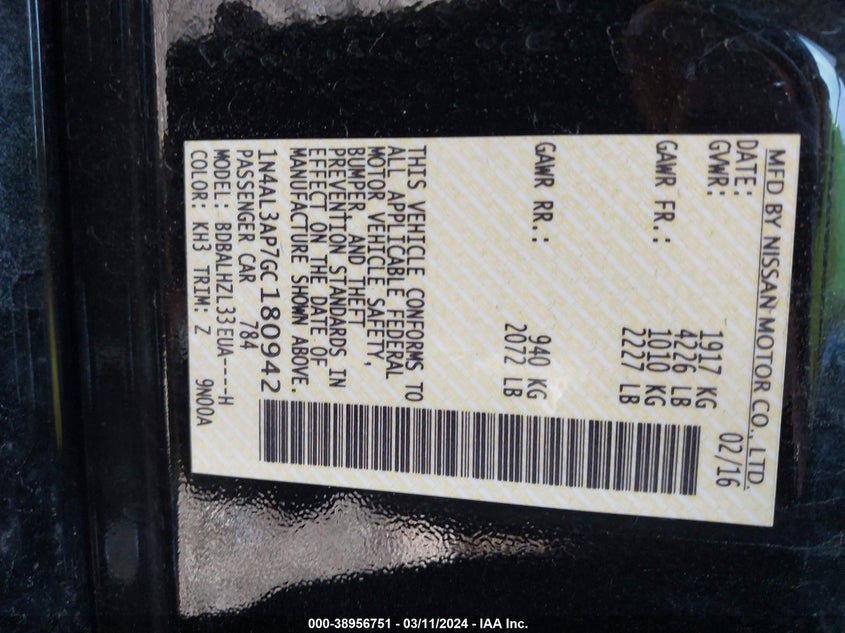 MFD BY NISSAN MOTOR CO., LTD.
DATE: 02/16
GVWR: 1917 KG
4226 LB
GAWR FR.: 1010 KG
2227 LB
GAWR RR.: 940 KG
2072 LB
THIS VEHICLE CONFORMS TO
ALL APPLICABLE FEDERAL
MOTOR VEHICLE SAFETY,
BUMPER AND THEFT
PREVENTION STANDARDS IN
EFFECT ON THE DATE OF
MANUFACTURE SHOWN ABOVE.
1N4AL3AP7GC180942
PASSENGER CAR 784
MODEL: BDBALHZL33EUA---H
COLOR: KH3 TRIM: Z 9N00A
000-38956751 - 03/11/2024 - IAA Inc.